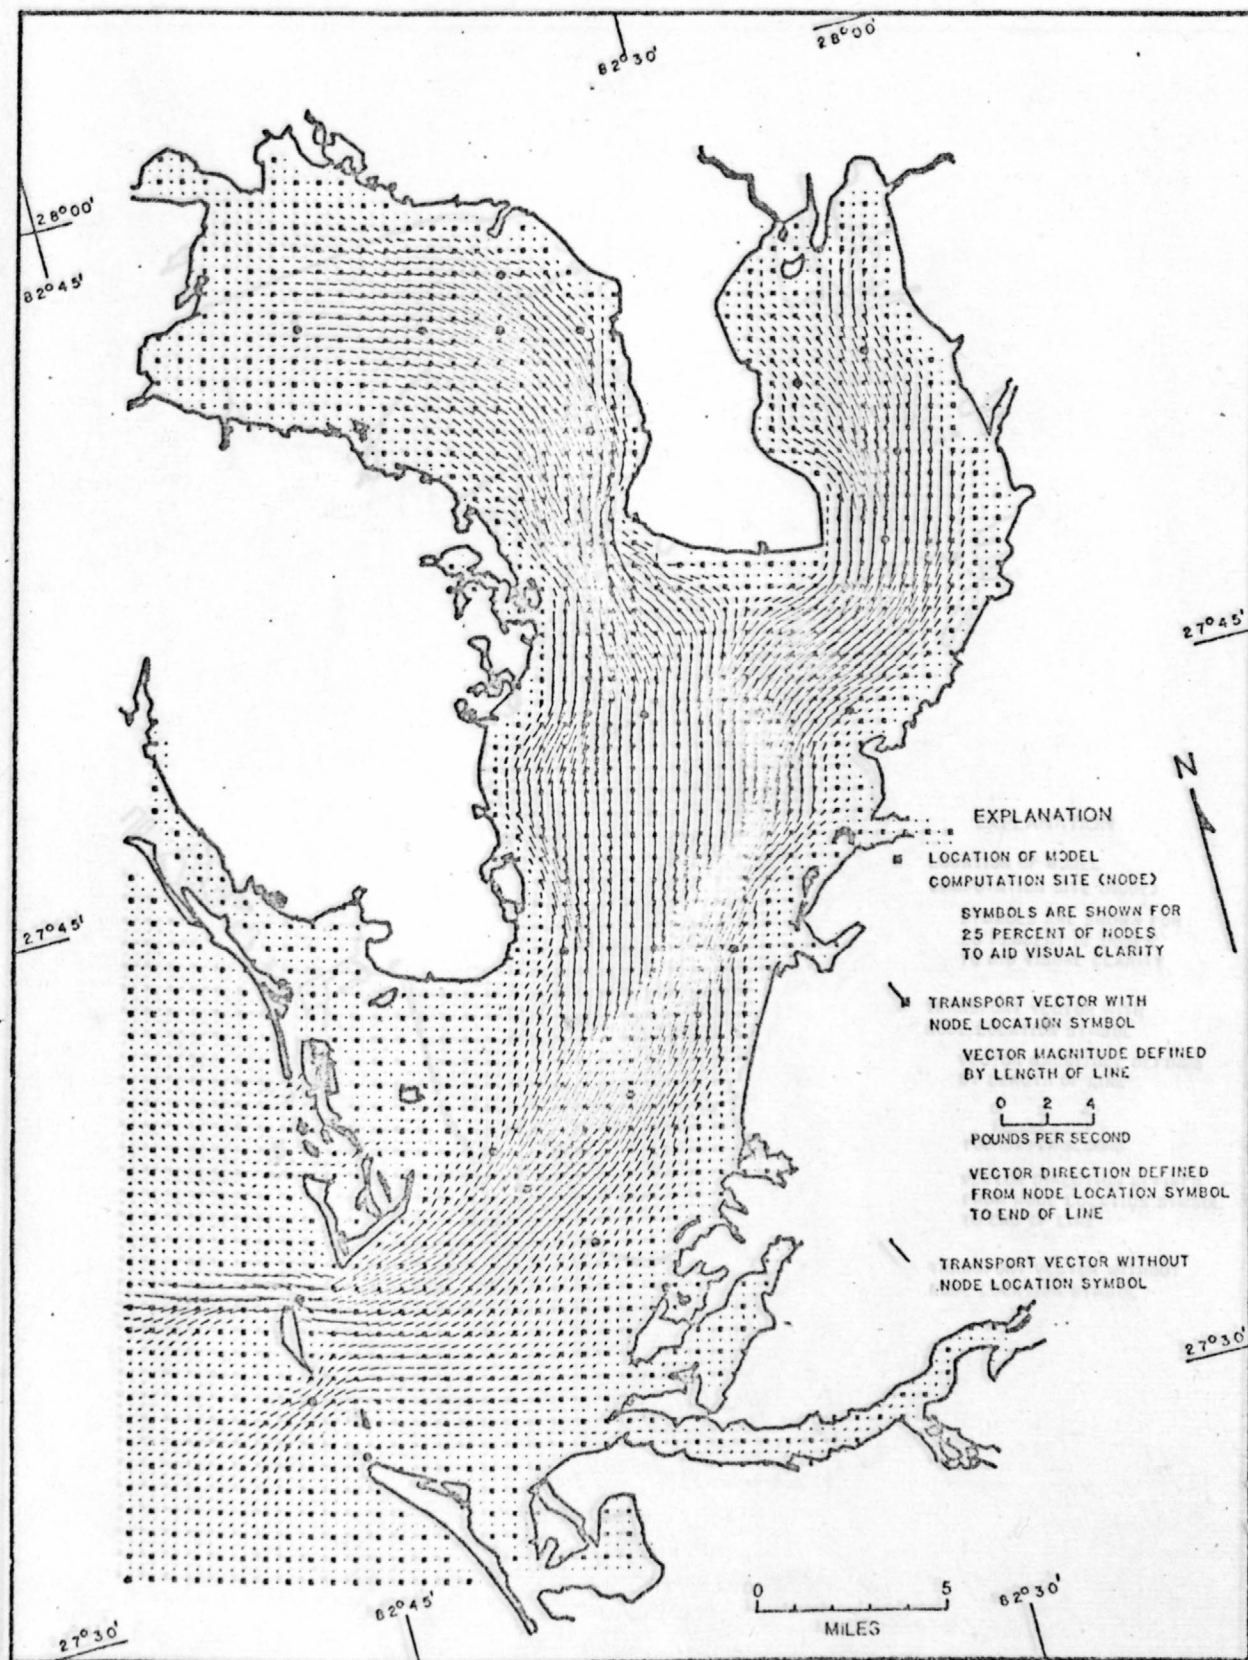 82°30'
28°00'
28°00'
82°45'
27°45'
N
EXPLANATION
LOCATION OF MODEL
COMPUTATION SITE (NODE)
SYMBOLS ARE SHOWN FOR
25 PERCENT OF NODES
TO AID VISUAL CLARITY
27°45'
TRANSPORT VECTOR WITH
NODE LOCATION SYMBOL
VECTOR MAGNITUDE DEFINED
BY LENGTH OF LINE
0 2 4
POUNDS PER SECOND
VECTOR DIRECTION DEFINED
FROM NODE LOCATION SYMBOL
TO END OF LINE
TRANSPORT VECTOR WITHOUT
NODE LOCATION SYMBOL
27°30'
0 5
MILES
82°45'
82°30'
27°30'